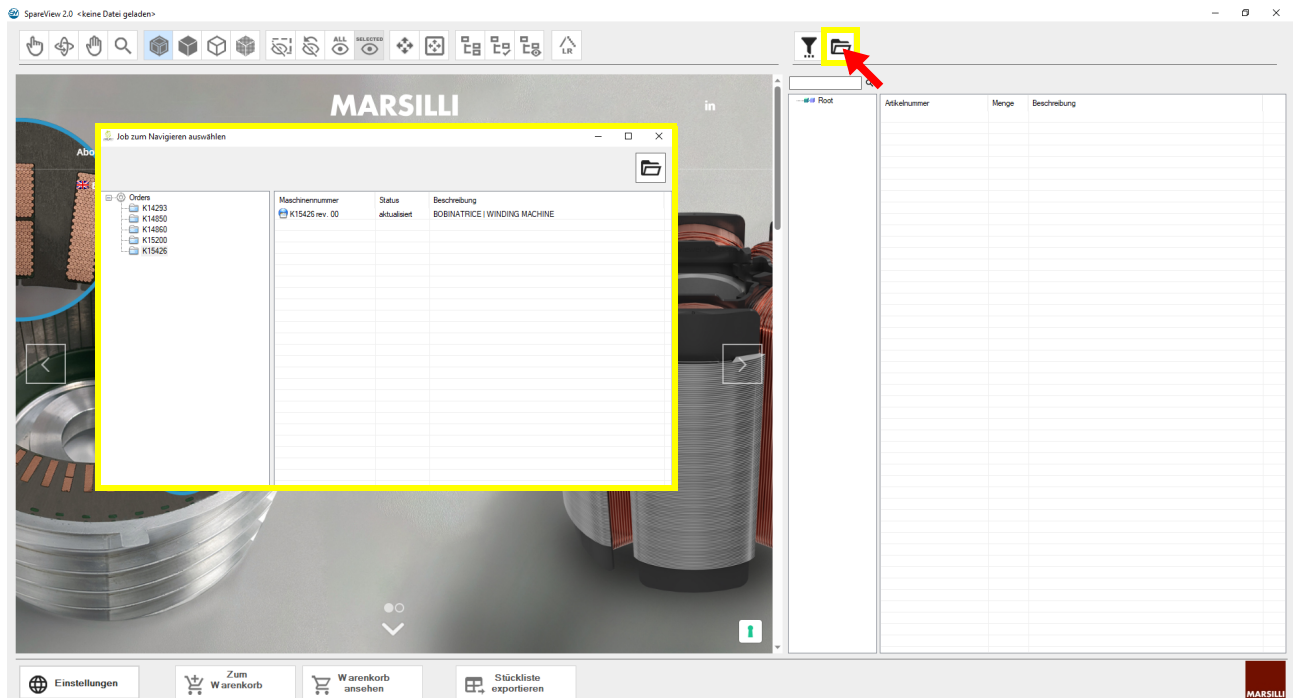 SpareView 2.0 <keine Datei geladen>
ALL
SELECTED
LR
MARSILLI
in
Abo
Job zum Navigieren auswählen
Orders
K14293
K14850
K14860
K15200
K15426
Maschinennummer Status Beschreibung
K15426 rev. 00 aktualisiert BOBINATRICE | WINDING MACHINE
Root
Artikelnummer Menge Beschreibung
Einstellungen
Zum
Warenkorb
Warenkorb
ansehen
Stückliste
exportieren
MARSILLI